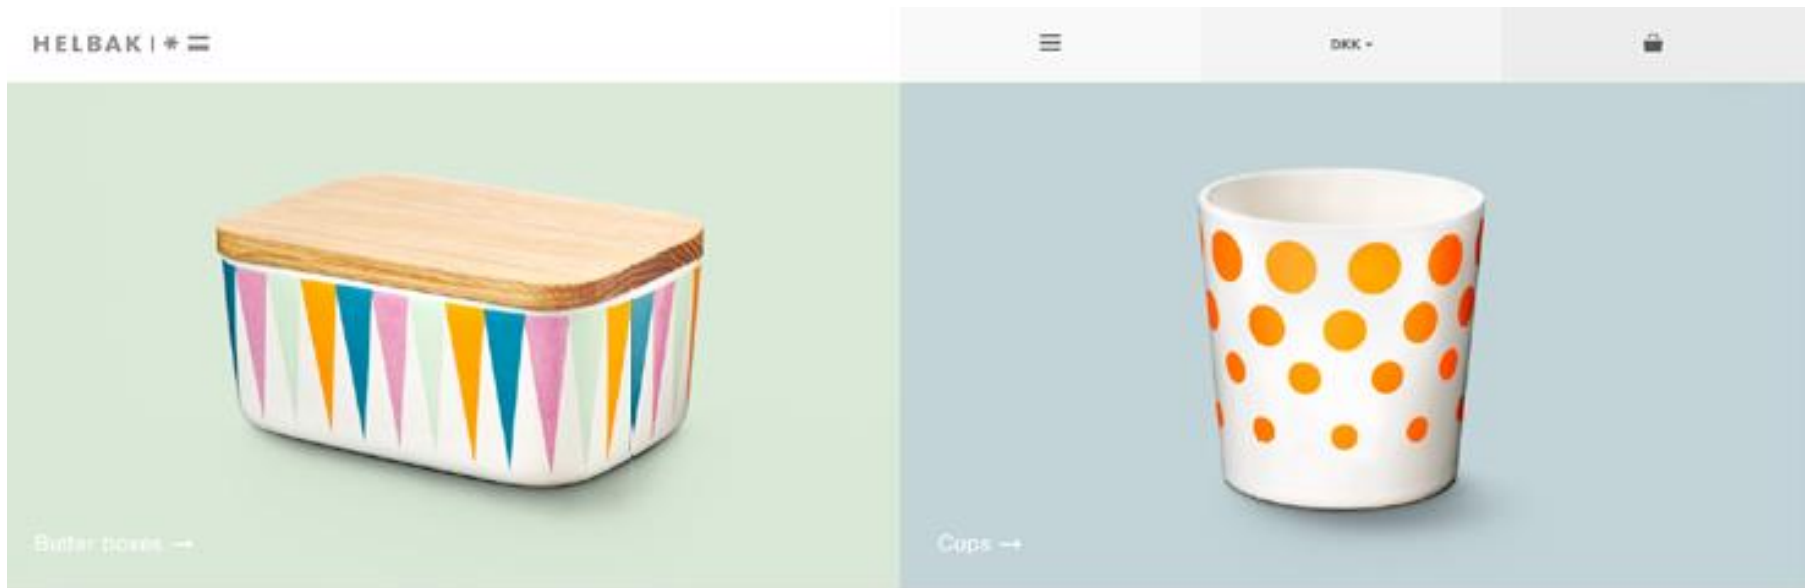 HELBAK
DKK
Butter boxes →
Cups →